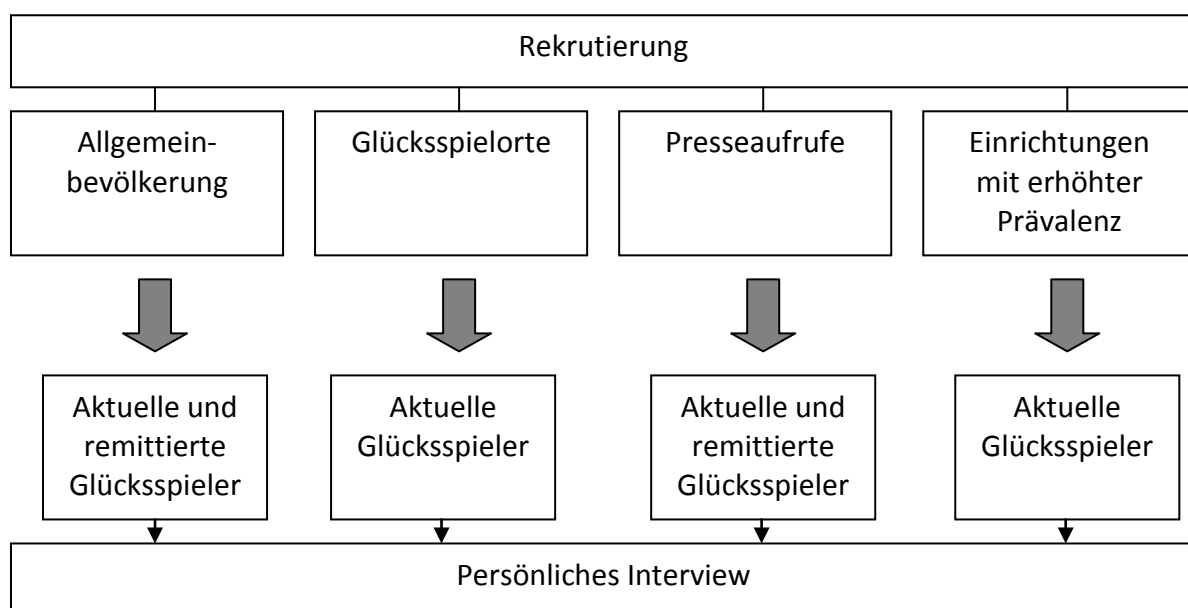 Rekrutierung
Allgemein-
bevölkerung
Glücksspielorte
Presseaufrufe
Einrichtungen
mit erhöhter
Prävalenz
Aktuelle und
remittierte
Glücksspieler
Aktuelle
Glücksspieler
Aktuelle und
remittierte
Glücksspieler
Aktuelle
Glücksspieler
Persönliches Interview